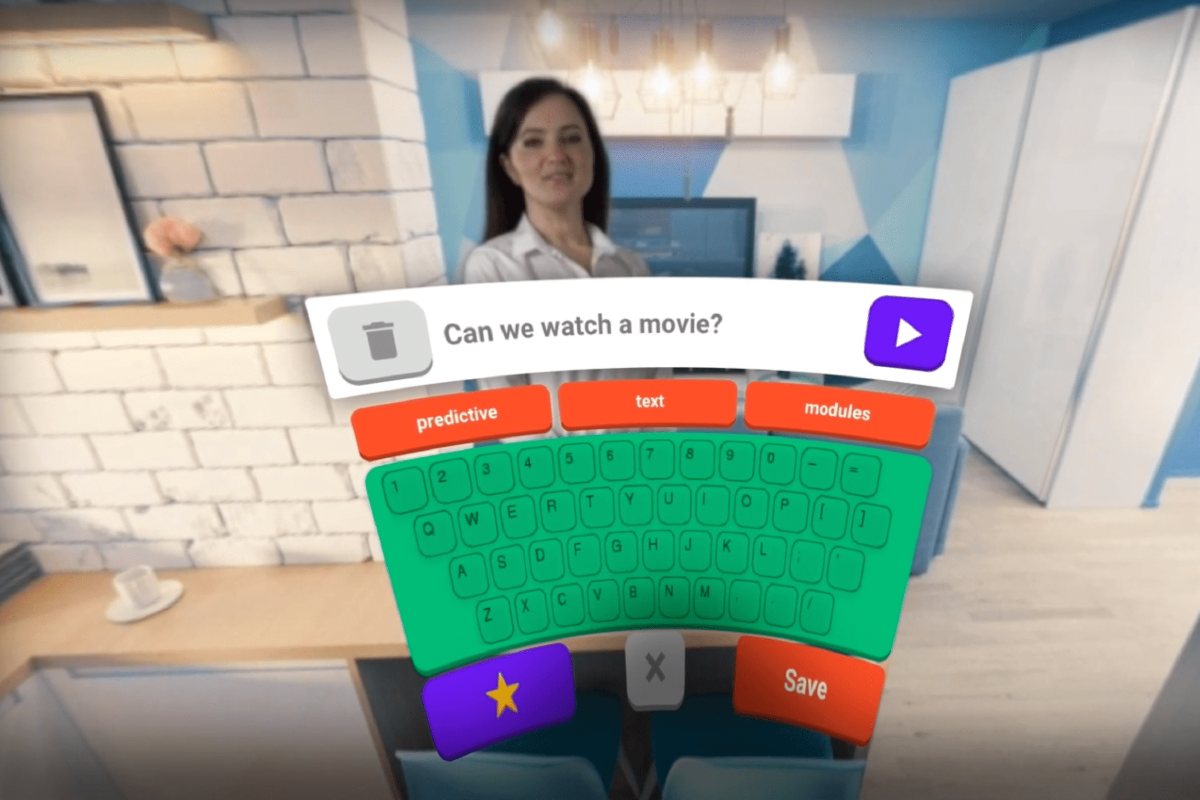 Can we watch a movie?
predictive text modules
1 2 3 4 5 6 7 8 9 0 - =
Q W E R T Y U I O P [ ]
A S D F G H J K L ; '
Z X C V B N M , . /
X Save